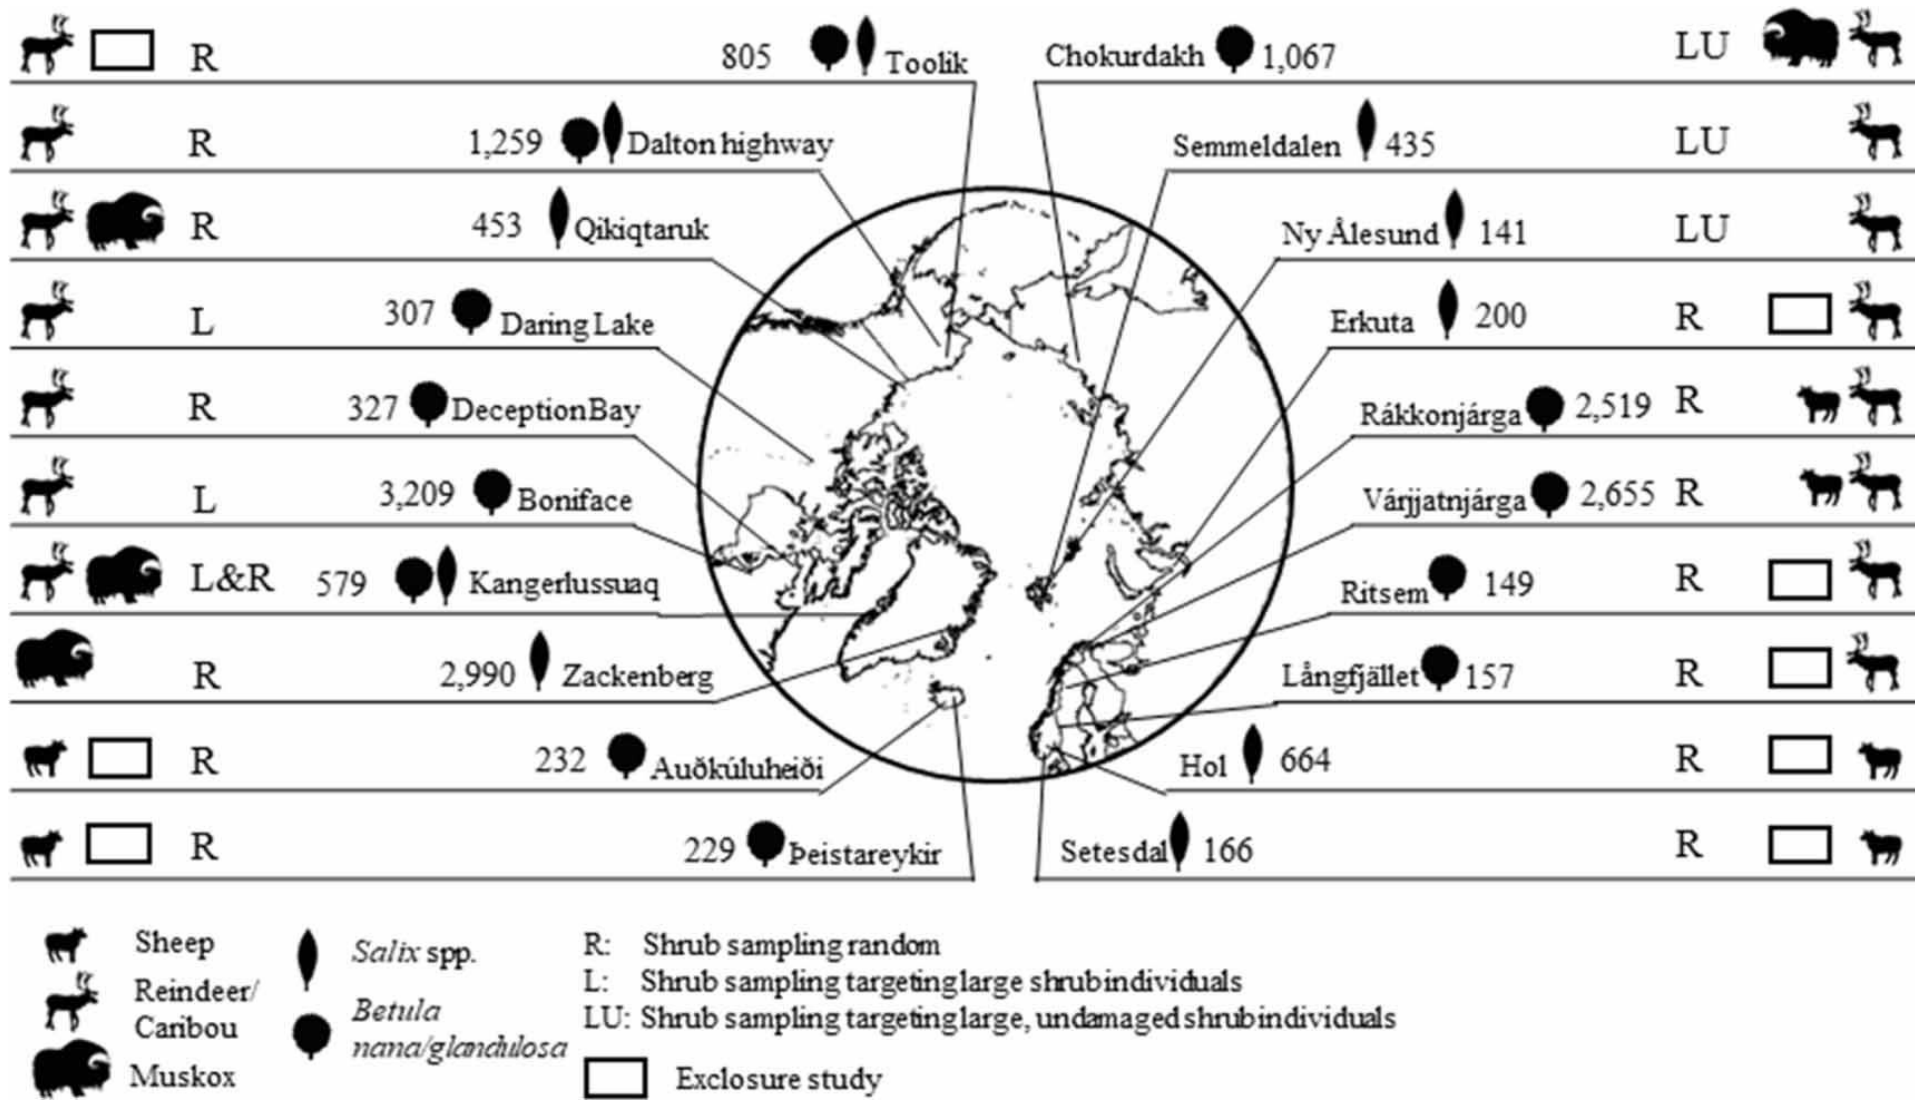 R 805 Toolik
Chokurdakh 1,067 LU
R 1,259 Dalton highway
Semmeldalen 435 LU
R 453 Qikiqtaruk
Ny Ålesund 141 LU
L 307 Daring Lake
Erkuta 200 R
R 327 Deception Bay
Rákkonjárga 2,519 R
L 3,209 Boniface
Várjjatnjárga 2,655 R
L&R 579 Kangerlussuaq
Ritsem 149 R
R 2,990 Zackenberg
Långfjället 157 R
R 232 Auðkúluheiði
Hol 664 R
R 229 Þeistareykir
Setesdal 166 R
Sheep
Reindeer/
Caribou
Muskox
Salix spp.
Betula
nana/glandulosa
R: Shrub sampling random
L: Shrub sampling targeting large shrub individuals
LU: Shrub sampling targeting large, undamaged shrub individuals
Exclosure study